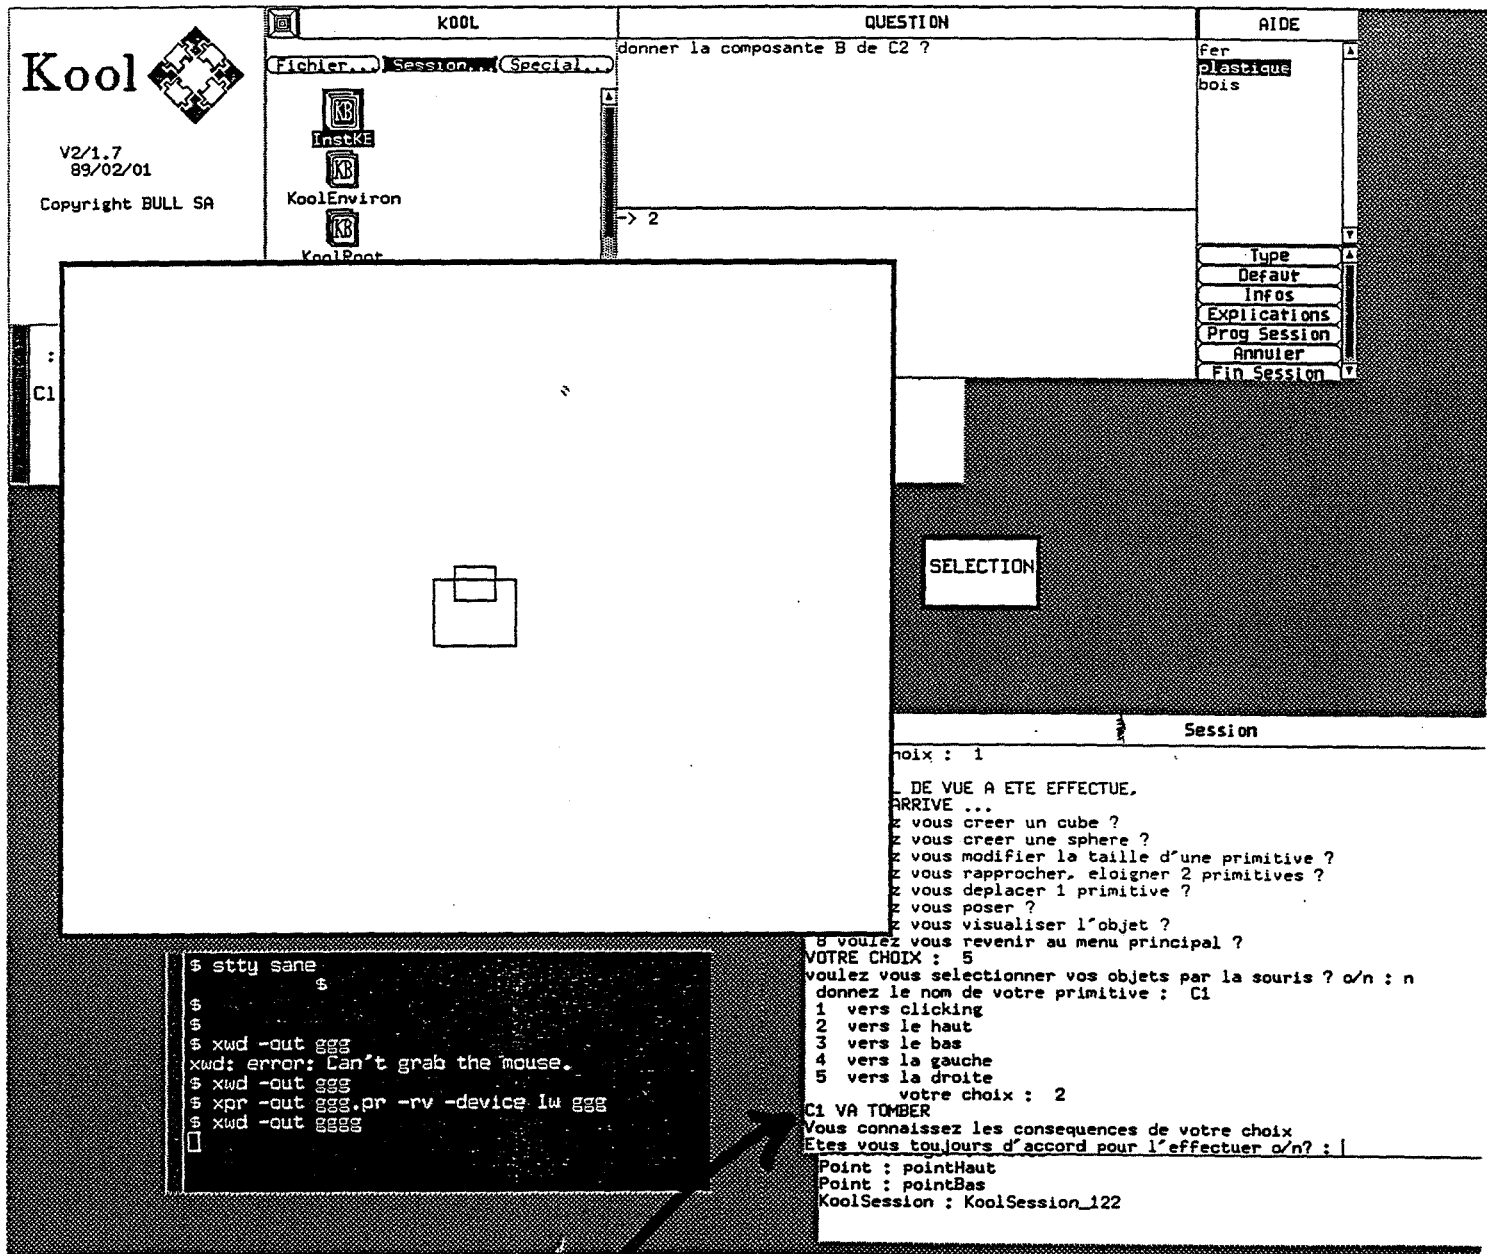 Kool
V2/1.7
89/02/01
Copyright BULL SA
KOOL
Fichier...
Session...
Special...
InstKE
KoolEnviron
KoolRoot
QUESTION
donner la composante B de C2 ?
-> 2
AIDE
fer
plastique
bois
Type
Defaut
Infos
Explications
Prog Session
Annuler
Fin Session
:
Cl
SELECTION
Session
hoix : 1
L DE VUE A ETE EFFECTUE,
ARRIVE ...
z vous creer un cube ?
z vous creer une sphere ?
z vous modifier la taille d'une primitive ?
z vous rapprocher, eloigner 2 primitives ?
z vous deplacer 1 primitive ?
z vous poser ?
z vous visualiser l'objet ?
8 voulez vous revenir au menu principal ?
VOTRE CHOIX : 5
voulez vous selectionner vos objets par la souris ? o/n : n
donnez le nom de votre primitive : C1
1 vers clicking
2 vers le haut
3 vers le bas
4 vers la gauche
5 vers la droite
votre choix : 2
C1 VA TOMBER
Vous connaissez les consequences de votre choix
Etes vous toujours d'accord pour l'effectuer o/n? : |
Point : pointHaut
Point : pointBas
KoolSession : KoolSession_122
$ stty sane
$
$
$
$ xwd -out ggg
xwd: error: Can't grab the mouse.
$ xwd -out ggg
$ xpr -out ggg.pr -rv -device lw ggg
$ xwd -out gggg